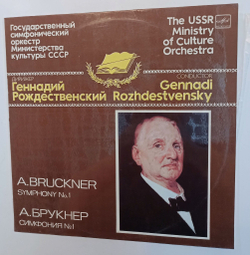 Государственный
симфонический
оркестр
Министерства
культуры СССР
The USSR
Ministry
of Culture
Orchestra
ДИРИЖЕР
Геннадий
Рождественский
CONDUCTOR
Gennadi
Rozhdestvensky
A.BRUCKNER
SYMPHONY No.1
А.БРУКНЕР
СИМФОНИЯ №1